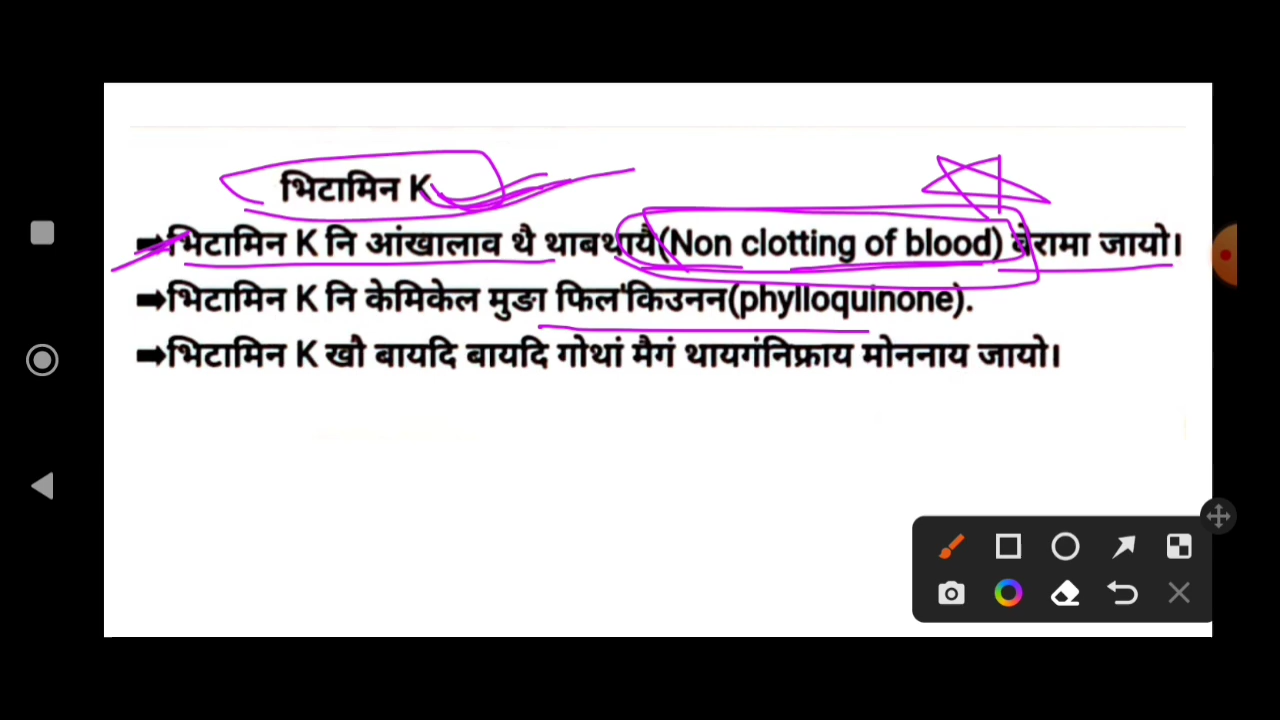 भिटामिन K
➡भिटामिन K नि आंखालाव थै थाबथायै(Non clotting of blood) बेरामा जायो।
➡भिटामिन K नि केमिकेल मुङा फिल'किउनन(phylloquinone).
➡भिटामिन K खौ बायदि बायदि गोथां मैगं थायगंनिफ्राय मोननाय जायो।